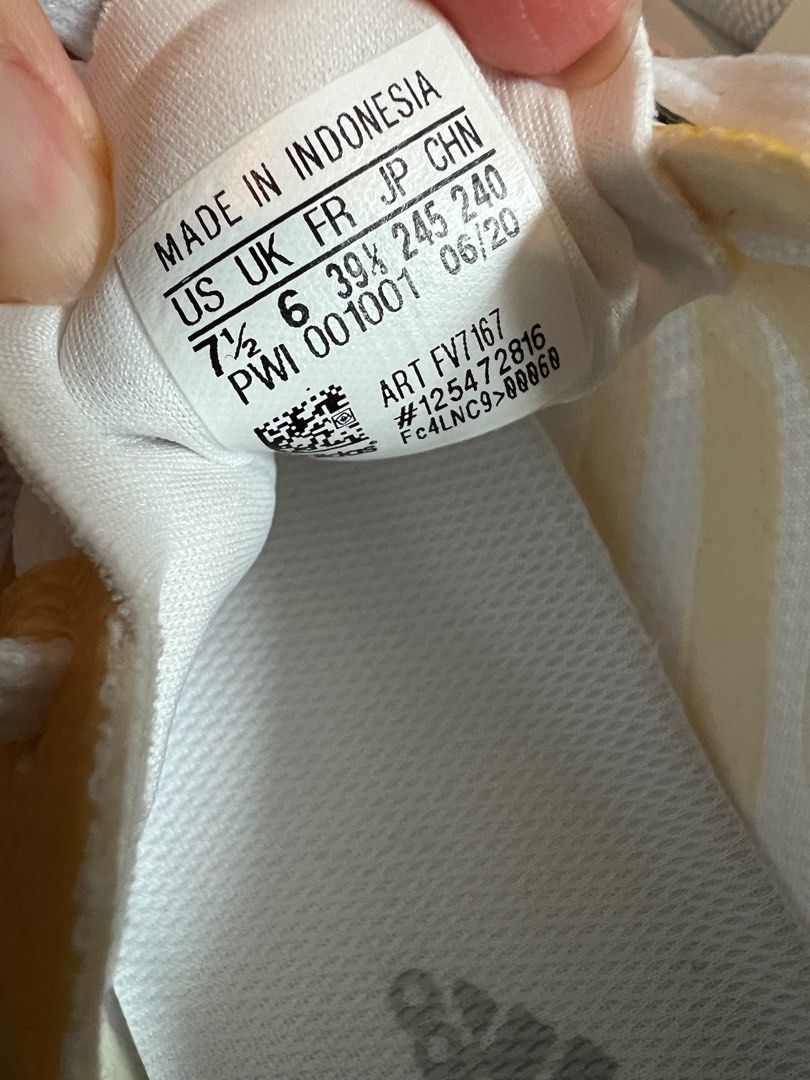 MADE IN INDONESIA
US UK FR JP CHN
7½ 6 39⅓ 245 240
PWI 001001 06/20
ART FV7167
#125472816
Fc4LNC9>00060